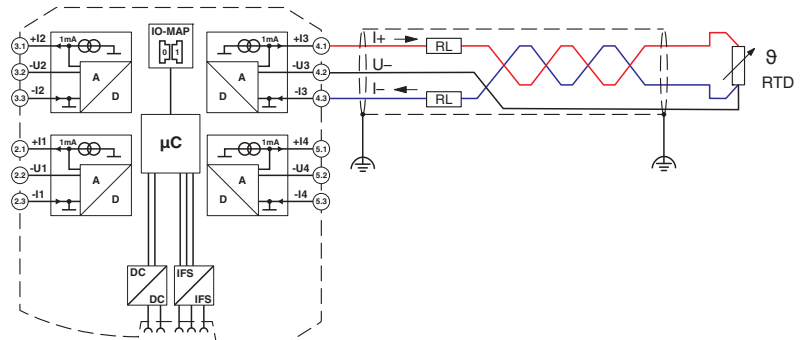 IO-MAP
0 1
3.1 +I2 1mA
3.2 -U2 A
3.3 -I2 D
1mA +I3 4.1
A -U3 4.2
D -I3 4.3
I+ RL
U–
I– RL
ϑ
RTD
µC
2.1 +I1 1mA
2.2 -U1 A
2.3 -I1 D
1mA +I4 5.1
A -U4 5.2
D -I4 5.3
DC IFS
DC IFS